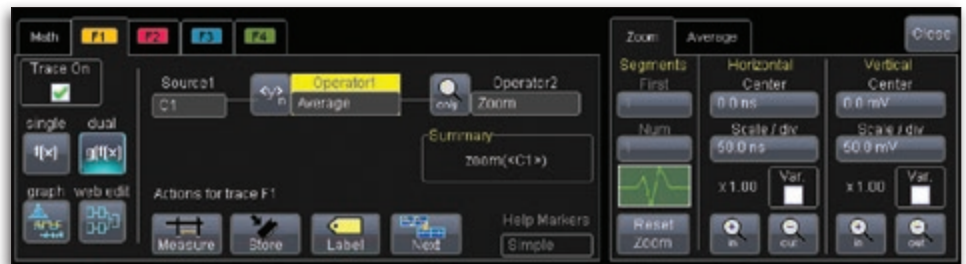 Math F1 F2 F3 F4
Trace On
Source1
C1
<y>n
Operator1
Average
only
Operator2
Zoom
single dual
f(x) g(f(x))
Summary
zoom(<C1>)
graph web edit
Actions for trace F1
Measure Store Label Next
Help Markers
Simple
Zoom Average Close
Segments Horizontal Vertical
First Center Center
1 0.0 ns 0.0 mV
Num Scale / div Scale / div
1 50.0 ns 50.0 mV
x 1.00 Var. x 1.00 Var.
Reset Zoom
in out in out